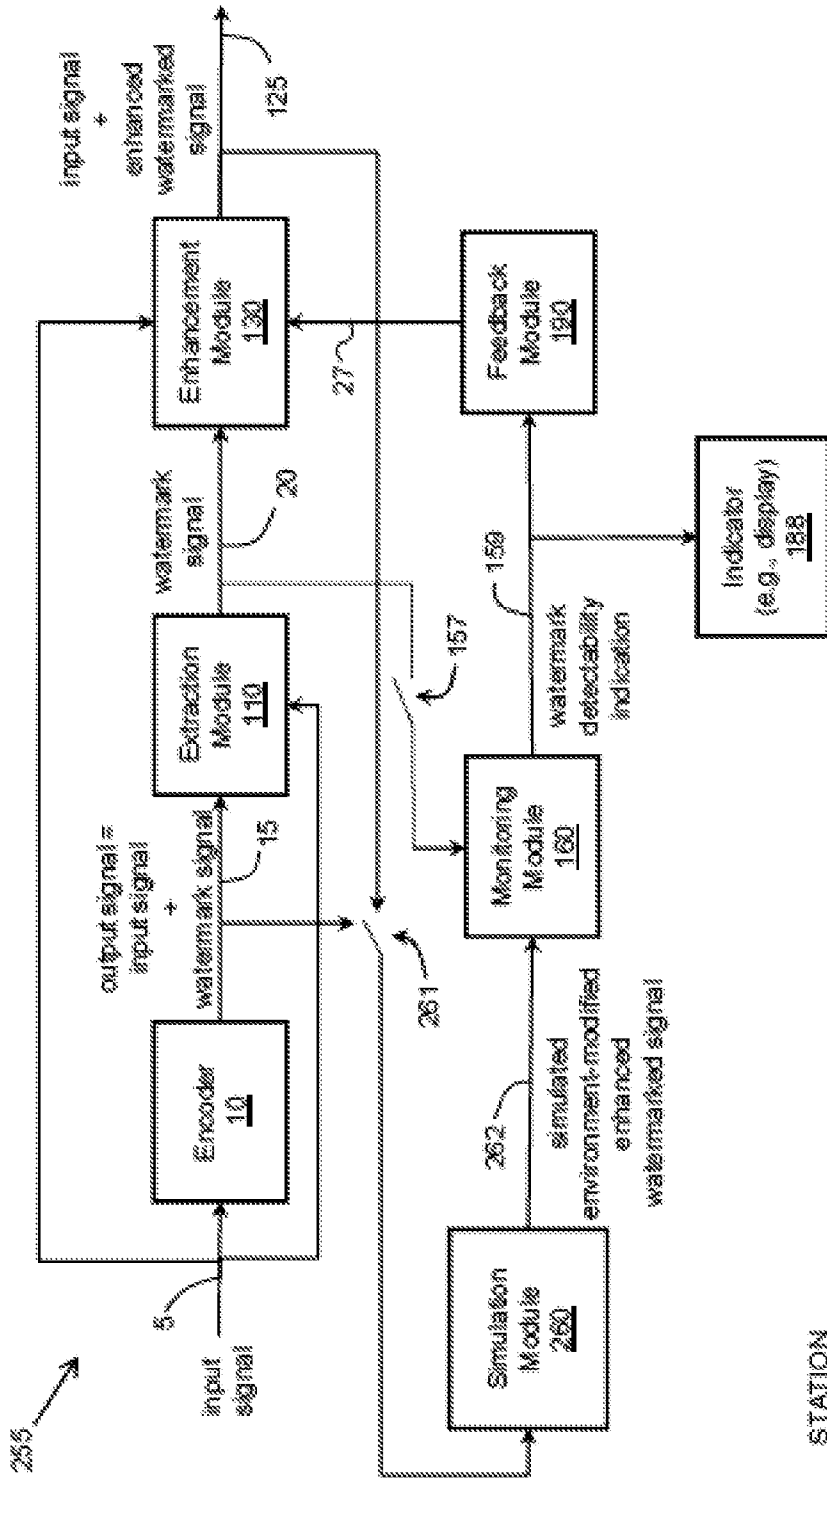 255
input
signal
5
Encoder
10
output signal =
input signal
+
watermark signal
15
Extraction
Module
110
watermark
signal
20
Enhancement
Module
130
input signal
+
enhanced
watermarked
signal
125
261
157
27
Simulation
Module
260
262
simulated
environment-modified
enhanced
watermarked signal
Monitoring
Module
160
159
watermark
detectability
indication
Feedback
Module
190
Indicator
(e.g., display)
188
STATION